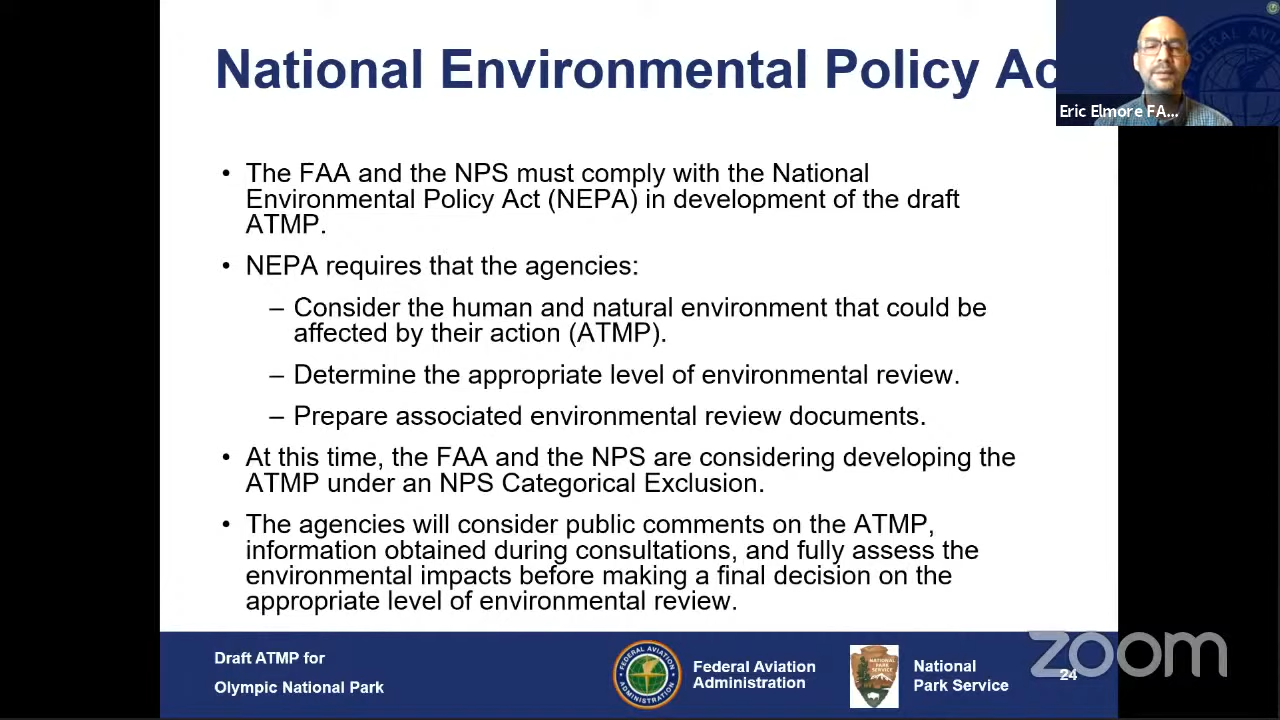 National Environmental Policy Ac
Eric Elmore FA...
• The FAA and the NPS must comply with the National
Environmental Policy Act (NEPA) in development of the draft
ATMP.
• NEPA requires that the agencies:
– Consider the human and natural environment that could be
affected by their action (ATMP).
– Determine the appropriate level of environmental review.
– Prepare associated environmental review documents.
• At this time, the FAA and the NPS are considering developing the
ATMP under an NPS Categorical Exclusion.
• The agencies will consider public comments on the ATMP,
information obtained during consultations, and fully assess the
environmental impacts before making a final decision on the
appropriate level of environmental review.
Draft ATMP for
Olympic National Park
FEDERAL AVIATION
ADMINISTRATION
Federal Aviation
Administration
NATIONAL
PARK
SERVICE
National
Park Service
24
zoom